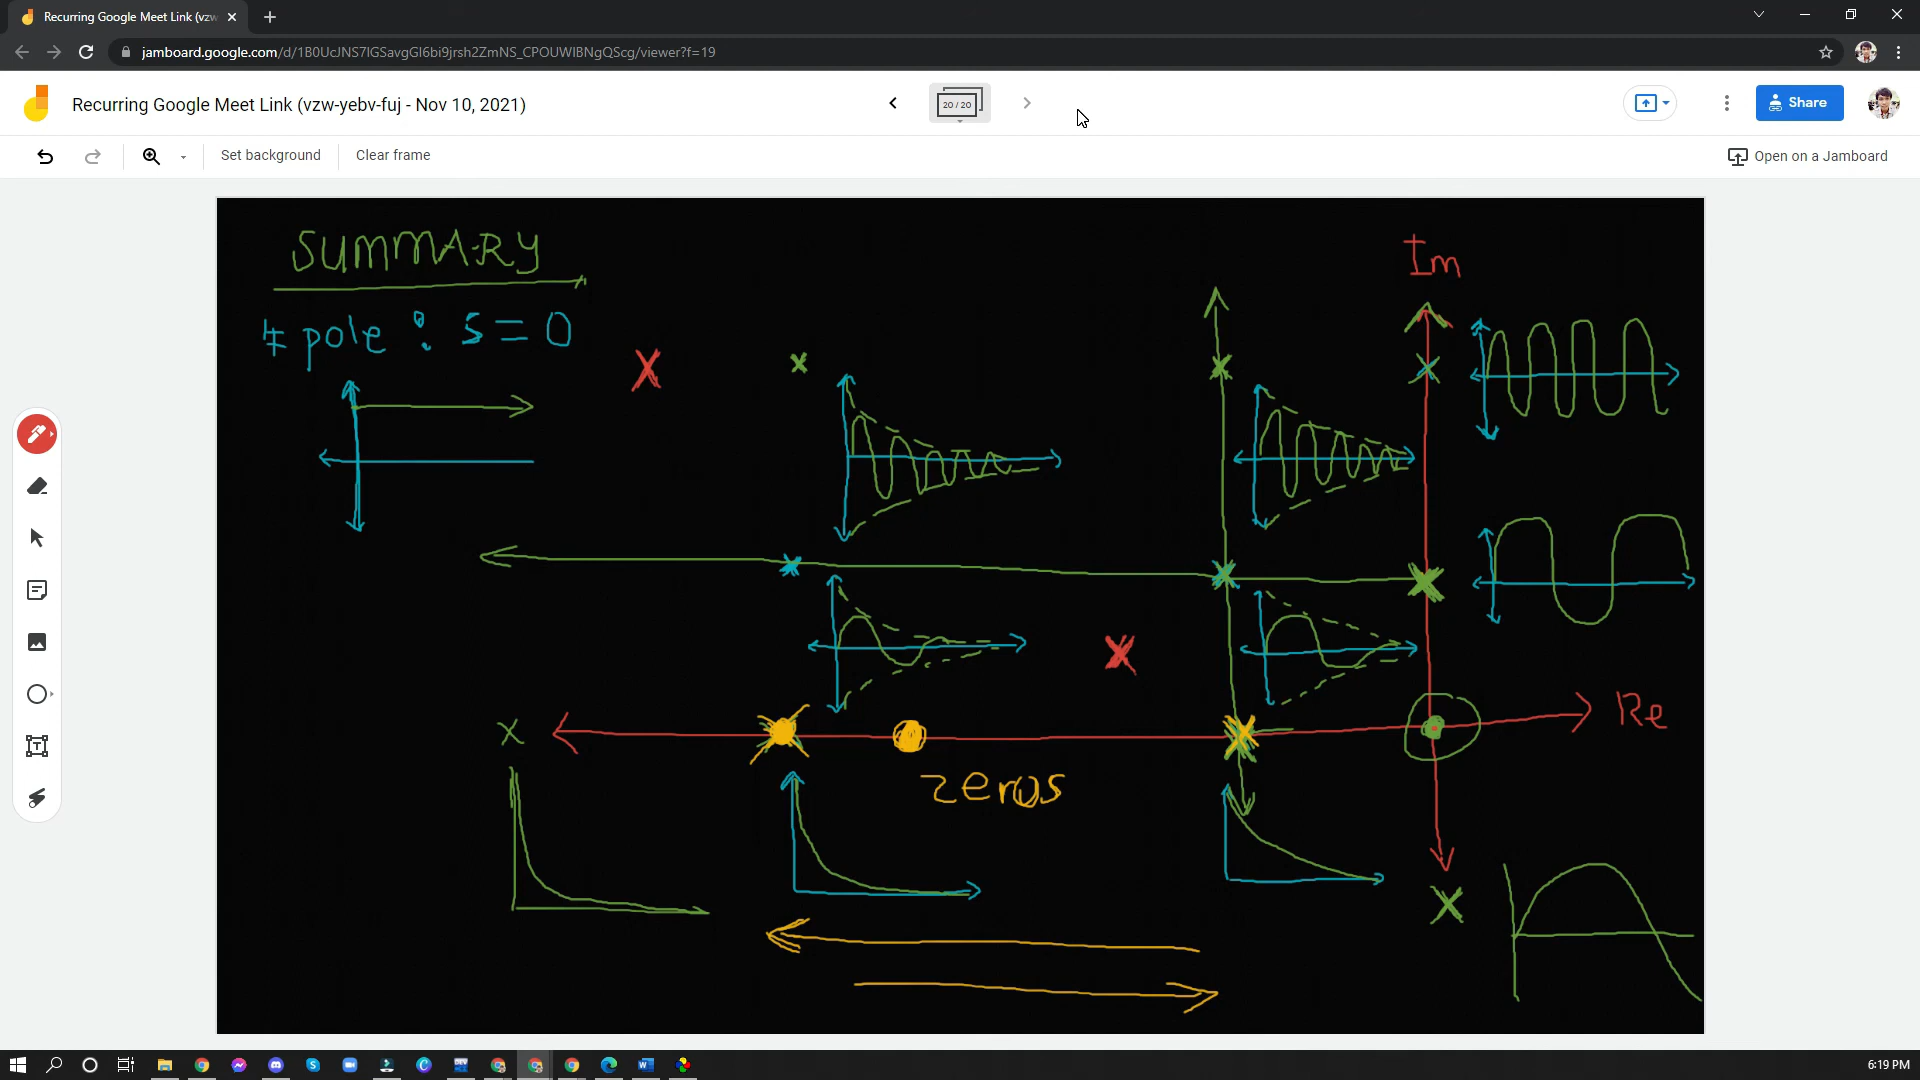 Recurring Google Meet Link (vzw
jamboard.google.com/d/1B0UcJNS7IGSavgGl6bi9jrsh2ZmNS_CPOUWlBNgQScg/viewer?f=19
Recurring Google Meet Link (vzw-yebv-fuj - Nov 10, 2021)
20 / 20
Share
Set background
Clear frame
Open on a Jamboard
SUMMARY
Im
pole : s = 0
Re
zeros
6:19 PM